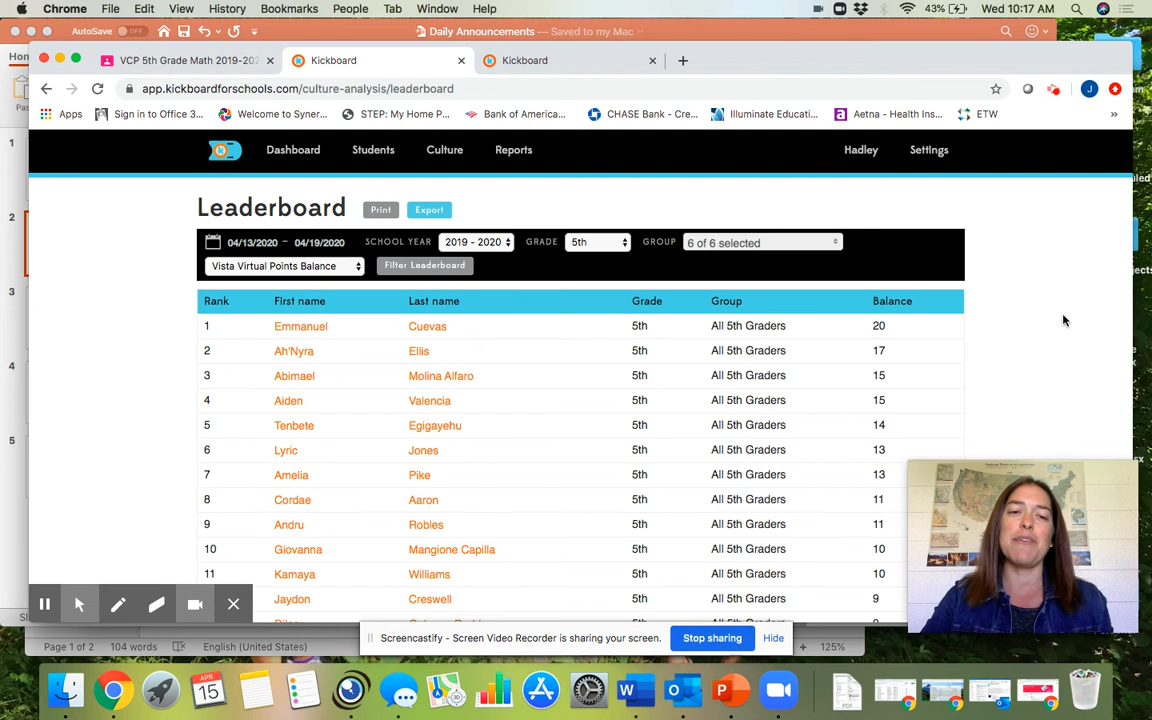 Chrome File Edit View History Bookmarks People Tab Window Help 43% Wed 10:17 AM
AutoSave OFF Daily Announcements — Saved to my Mac
VCP 5th Grade Math 2019-202 Kickboard Kickboard
app.kickboardforschools.com/culture-analysis/leaderboard J
Apps Sign in to Office 3... Welcome to Syner... STEP: My Home P... Bank of America... CHASE Bank - Cre... Illuminate Educati... Aetna - Health Ins... ETW »
Dashboard Students Culture Reports Hadley Settings
Leaderboard Print Export
04/13/2020 – 04/19/2020 SCHOOL YEAR 2019 - 2020 GRADE 5th GROUP 6 of 6 selected
Vista Virtual Points Balance Filter Leaderboard
Rank First name Last name Grade Group Balance
1 Emmanuel Cuevas 5th All 5th Graders 20
2 Ah'Nyra Ellis 5th All 5th Graders 17
3 Abimael Molina Alfaro 5th All 5th Graders 15
4 Aiden Valencia 5th All 5th Graders 15
5 Tenbete Egigayehu 5th All 5th Graders 14
6 Lyric Jones 5th All 5th Graders 13
7 Amelia Pike 5th All 5th Graders 13
8 Cordae Aaron 5th All 5th Graders 11
9 Andru Robles 5th All 5th Graders 11
10 Giovanna Mangione Capilla 5th All 5th Graders 10
11 Kamaya Williams 5th All 5th Graders 10
Jaydon Creswell 5th All 5th Graders 9
Screencastify - Screen Video Recorder is sharing your screen. Stop sharing Hide
Page 1 of 2 104 words English (United States) 125%
APR
15
1
2
3
4
5